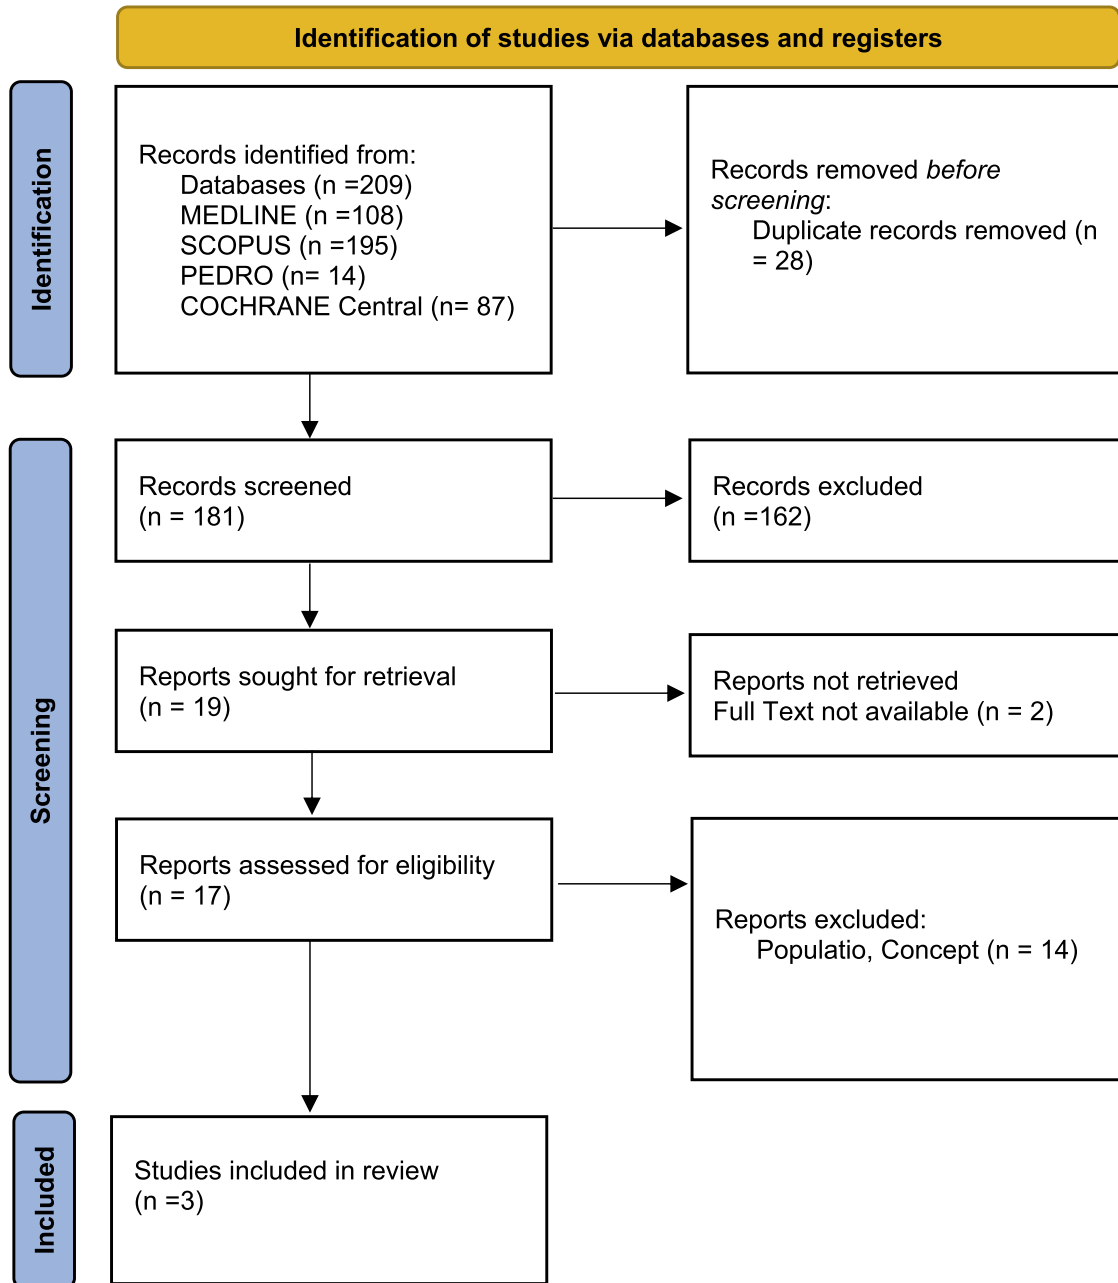 Identification of studies via databases and registers
Identification
Records identified from:
Databases (n =209)
MEDLINE (n =108)
SCOPUS (n =195)
PEDRO (n= 14)
COCHRANE Central (n= 87)
Records removed before
screening:
Duplicate records removed (n
= 28)
Screening
Records screened
(n = 181)
Records excluded
(n =162)
Reports sought for retrieval
(n = 19)
Reports not retrieved
Full Text not available (n = 2)
Reports assessed for eligibility
(n = 17)
Reports excluded:
Populatio, Concept (n = 14)
Included
Studies included in review
(n =3)